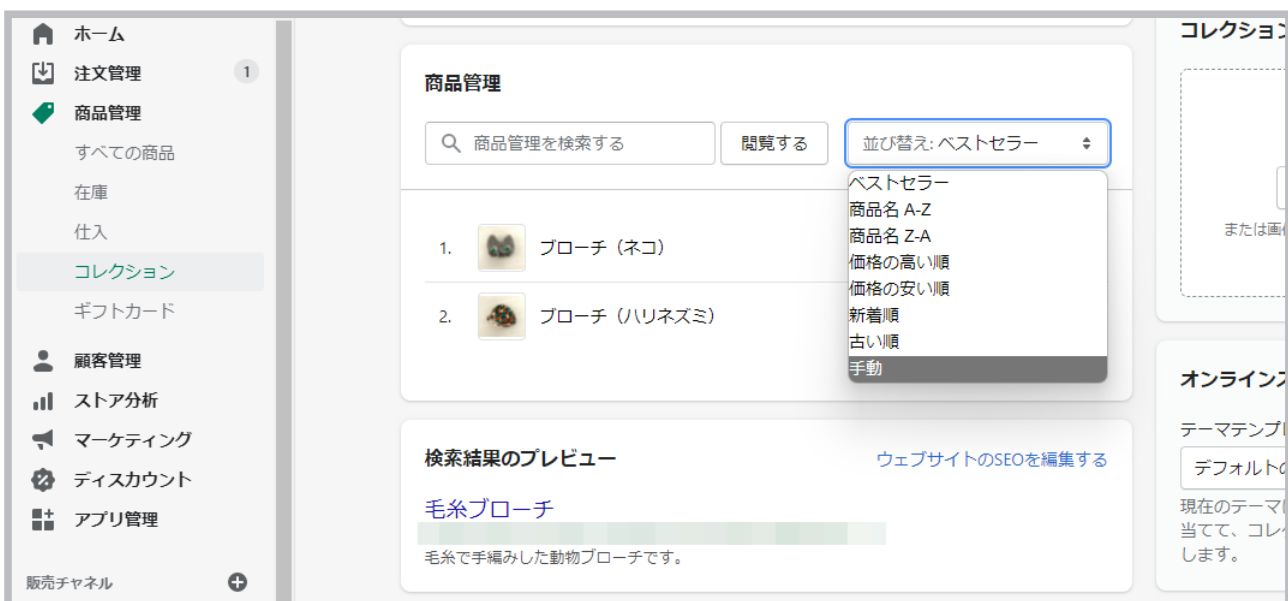 ホーム
注文管理 1
商品管理
すべての商品
在庫
仕入
コレクション
ギフトカード
顧客管理
ストア分析
マーケティング
ディスカウント
アプリ管理
販売チャネル
商品管理
商品管理を検索する 閲覧する 並び替え: ベストセラー
ベストセラー
商品名 A-Z
商品名 Z-A
価格の高い順
価格の安い順
新着順
古い順
手動
1. ブローチ（ネコ）
2. ブローチ（ハリネズミ）
検索結果のプレビュー ウェブサイトのSEOを編集する
毛糸ブローチ
毛糸で手編みした動物ブローチです。
コレクション
または画
オンライン
テーマテンプ
デフォルトの
現在のテーマ
当てて、コレ
します。